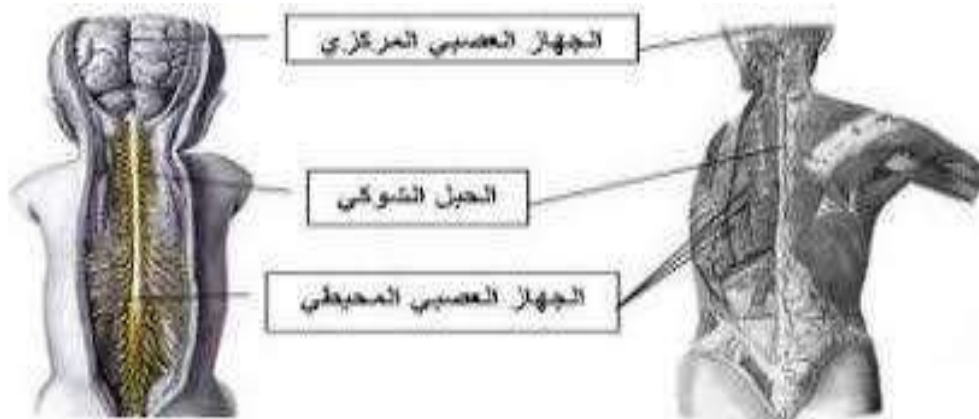 الجهاز العصبي المركزي
الحبل الشوكي
الجهاز العصبي المحيطي